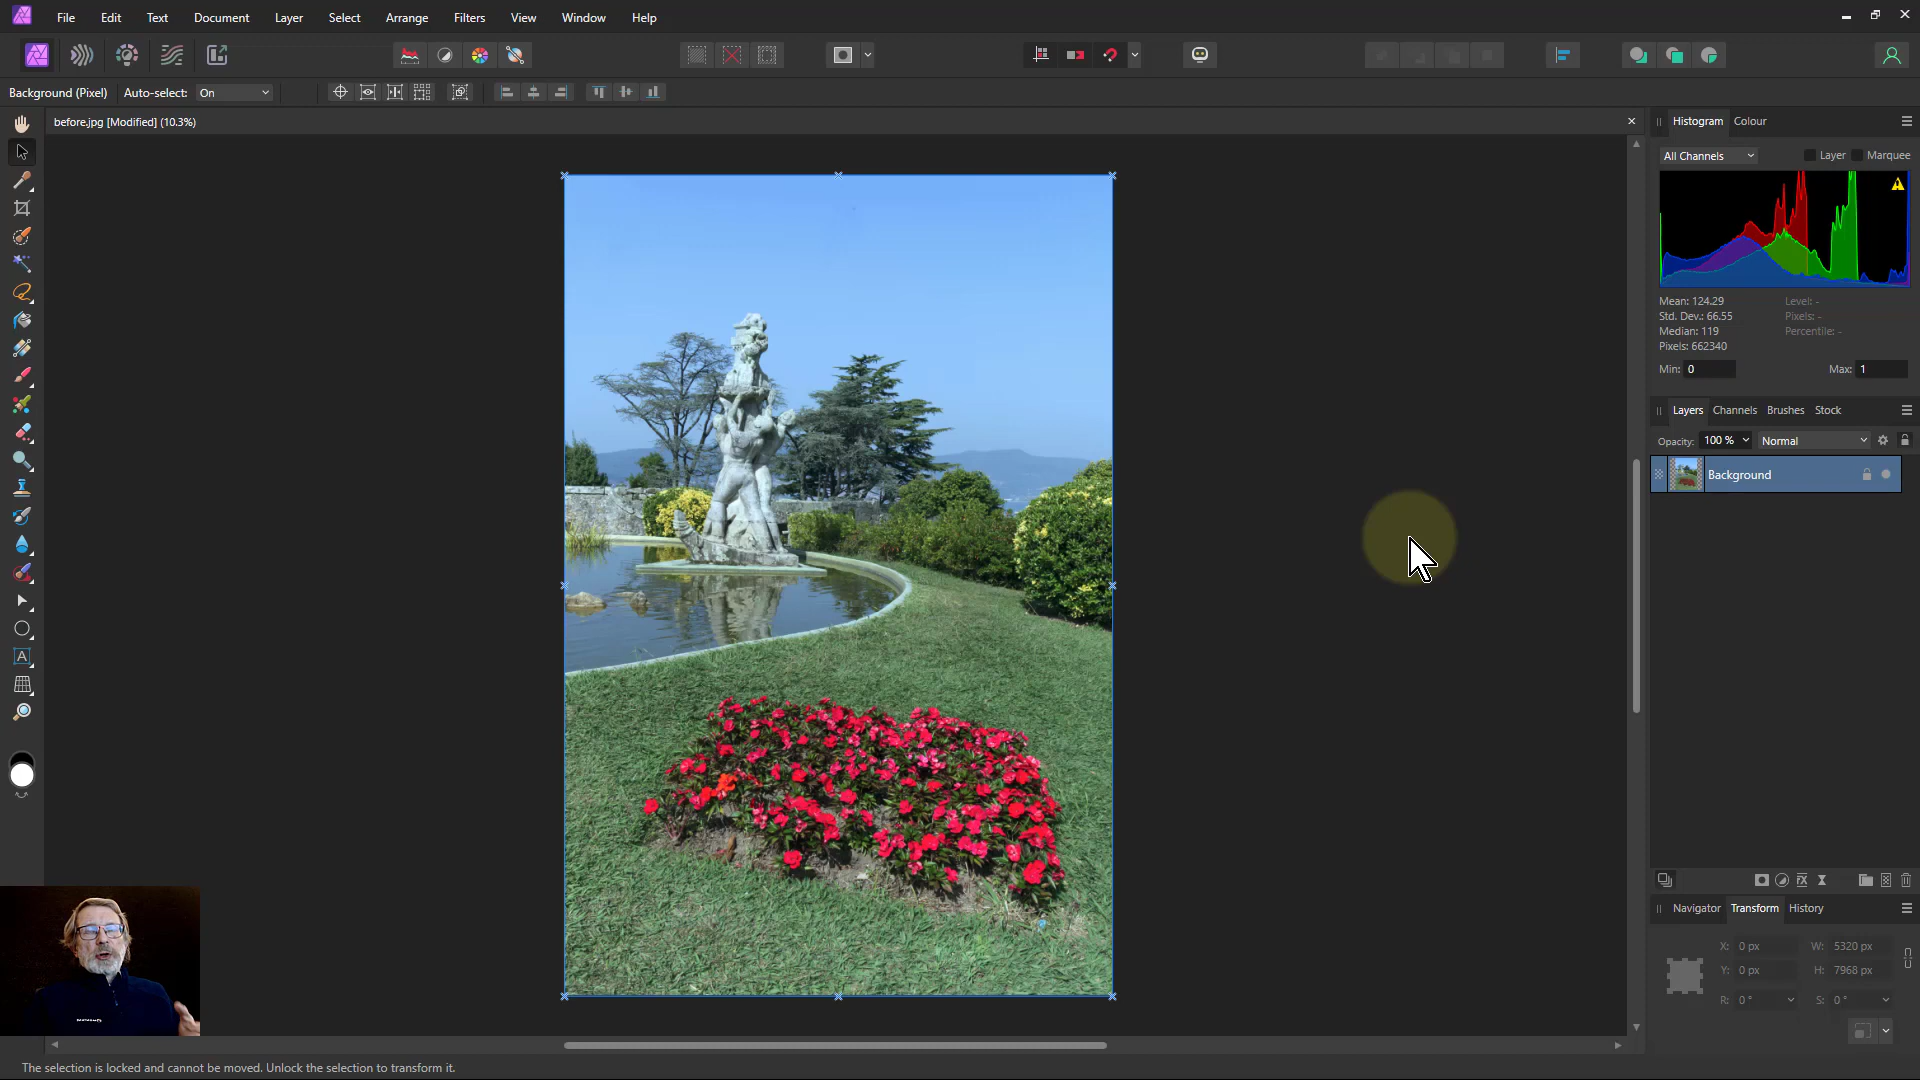 File Edit Text Document Layer Select Arrange Filters View Window Help
Background (Pixel) Auto-select: On
before.jpg [Modified] (10.3%)
Histogram Colour
All Channels Layer Marquee
Mean: 124.29 Level: -
Std. Dev.: 66.55 Pixels: -
Median: 119 Percentile: -
Pixels: 662340
Min: 0 Max: 1
Layers Channels Brushes Stock
Opacity: 100 % Normal
Background
Navigator Transform History
X: 0 px W: 5320 px
Y: 0 px H: 7968 px
R: 0 ° S: 0 °
The selection is locked and cannot be moved. Unlock the selection to transform it.